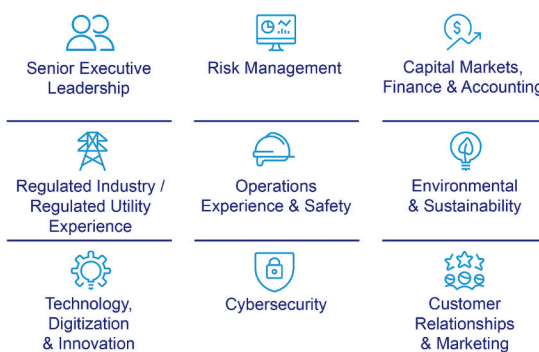 Senior Executive
Leadership
Risk Management
Capital Markets,
Finance & Accounting
Regulated Industry /
Regulated Utility
Experience
Operations
Experience & Safety
Environmental
& Sustainability
Technology,
Digitization
& Innovation
Cybersecurity
Customer
Relationships
& Marketing